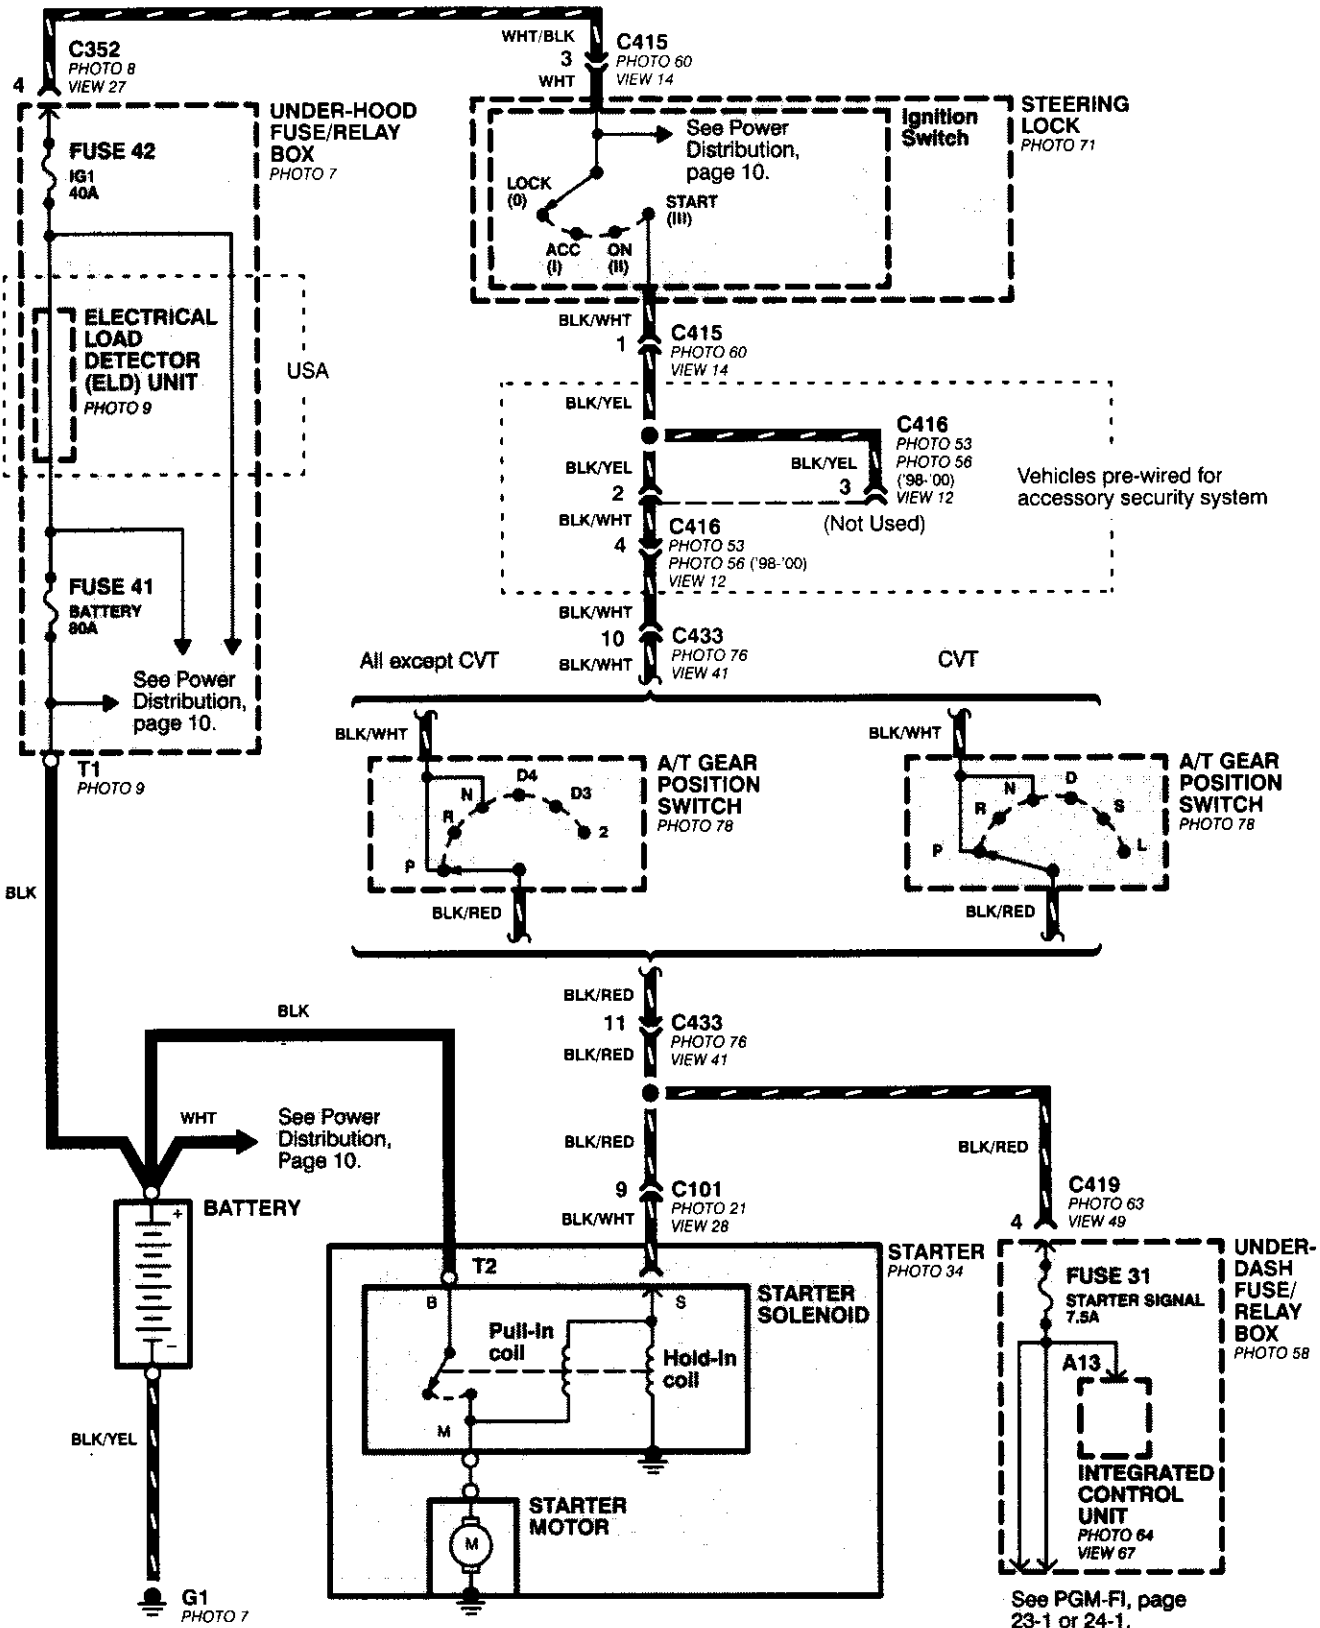 WHT/BLK
3
C415
PHOTO 60
VIEW 14
WHT
C352
PHOTO 8
VIEW 27
4
UNDER-HOOD
FUSE/RELAY
BOX
PHOTO 7
FUSE 42
IG1
40A
Ignition
Switch
STEERING
LOCK
PHOTO 71
See Power
Distribution,
page 10.
LOCK
(0)
ACC
(I)
ON
(II)
START
(III)
ELECTRICAL
LOAD
DETECTOR
(ELD) UNIT
PHOTO 9
USA
BLK/WHT
1
C415
PHOTO 60
VIEW 14
BLK/YEL
BLK/YEL
2
BLK/YEL
3
C416
PHOTO 53
PHOTO 56
('98-'00)
VIEW 12
(Not Used)
Vehicles pre-wired for
accessory security system
BLK/WHT
4
C416
PHOTO 53
PHOTO 56 ('98-'00)
VIEW 12
FUSE 41
BATTERY
80A
See Power
Distribution,
page 10.
T1
PHOTO 9
BLK/WHT
10
C433
PHOTO 76
VIEW 41
BLK/WHT
All except CVT
CVT
BLK/WHT
A/T GEAR
POSITION
SWITCH
PHOTO 78
P
R
N
D4
D3
2
BLK/RED
BLK/WHT
A/T GEAR
POSITION
SWITCH
PHOTO 78
P
R
N
D
S
L
BLK/RED
BLK
BLK
BLK/RED
11
C433
PHOTO 76
VIEW 41
BLK/RED
WHT
See Power
Distribution,
Page 10.
BLK/RED
BLK/RED
9
C101
PHOTO 21
VIEW 28
BLK/WHT
C419
PHOTO 63
VIEW 49
4
BATTERY
+
–
BLK/YEL
G1
PHOTO 7
T2
STARTER
PHOTO 34
B
S
STARTER
SOLENOID
Pull-in
coil
Hold-in
coil
M
STARTER
MOTOR
M
UNDER-
DASH
FUSE/
RELAY
BOX
PHOTO 58
FUSE 31
STARTER SIGNAL
7.5A
A13
INTEGRATED
CONTROL
UNIT
PHOTO 64
VIEW 67
See PGM-FI, page
23-1 or 24-1.